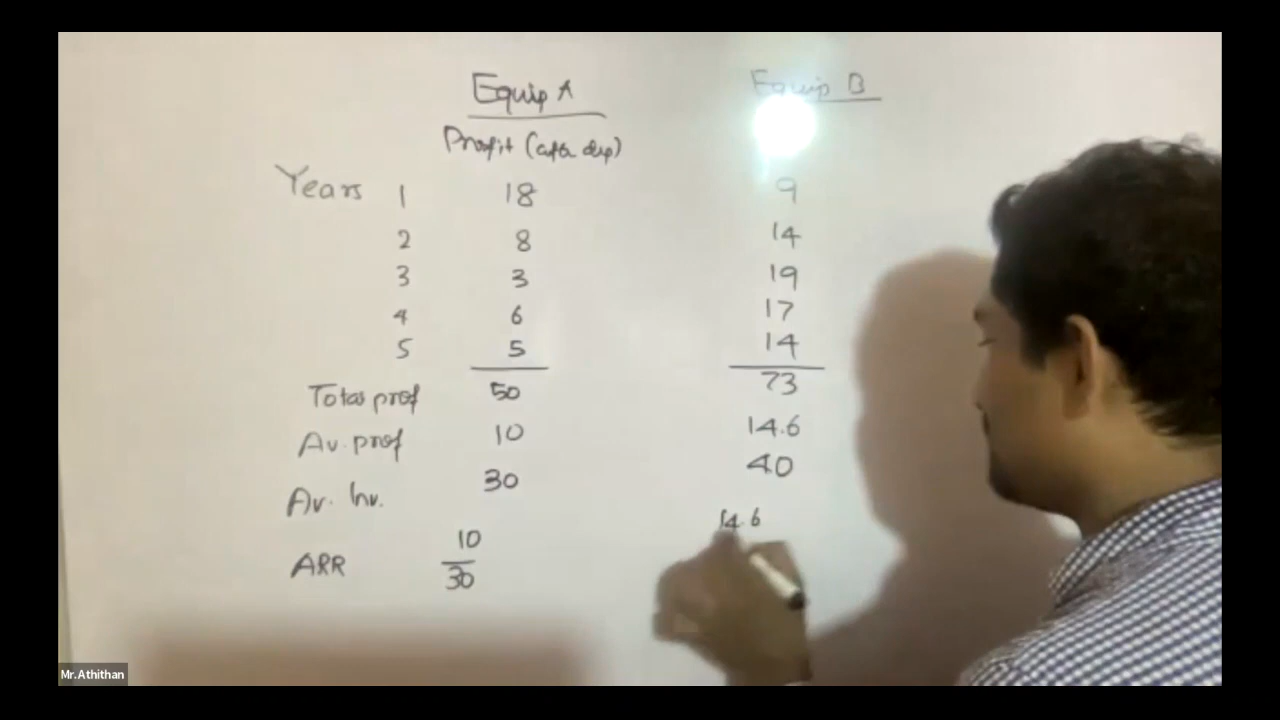 Equip A Equip B
Profit (after dep)
Years 1 18 9
2 8 14
3 3 19
4 6 17
5 5 14
Total prof 50 73
Av. prof 10 14.6
Av. Inv. 30 40
ARR 10 14.6
30
Mr.Athithan